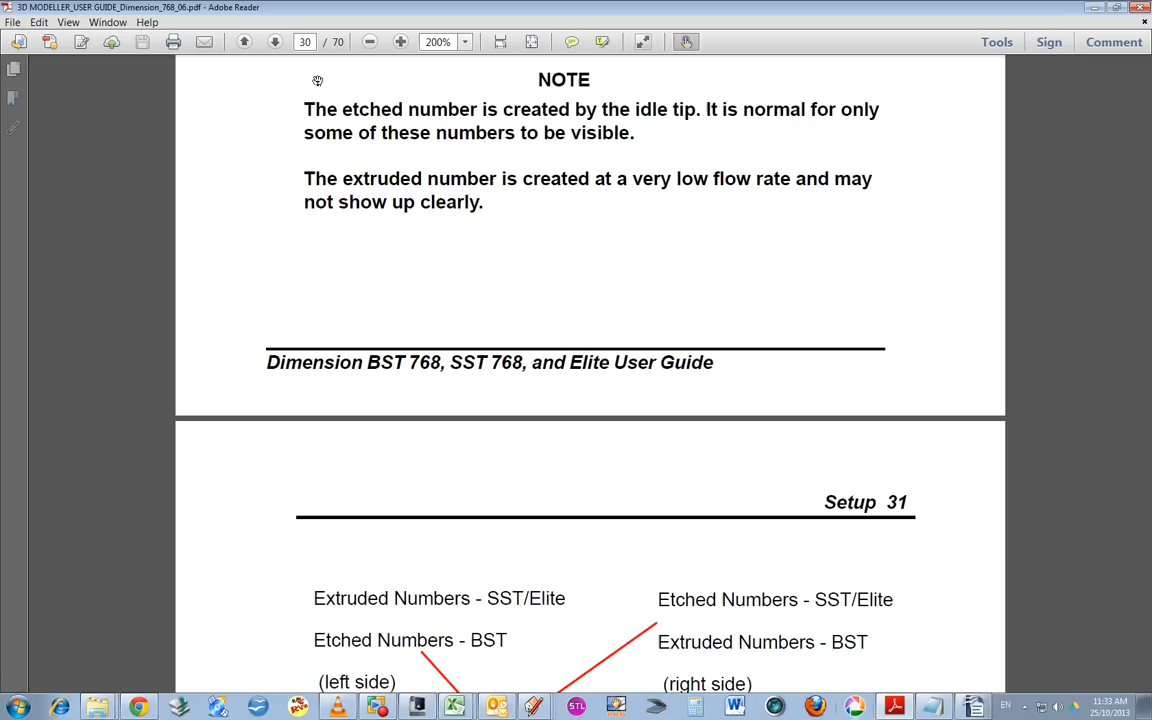 3D MODELLER_USER GUIDE_Dimension_768_06.pdf - Adobe Reader
File Edit View Window Help
30 / 70 200% Tools Sign Comment
NOTE
The etched number is created by the idle tip. It is normal for only
some of these numbers to be visible.
The extruded number is created at a very low flow rate and may
not show up clearly.
Dimension BST 768, SST 768, and Elite User Guide
Setup 31
Extruded Numbers - SST/Elite
Etched Numbers - SST/Elite
Etched Numbers - BST
Extruded Numbers - BST
(left side)
(right side)
STL
EN
11:33 AM
25/10/2013